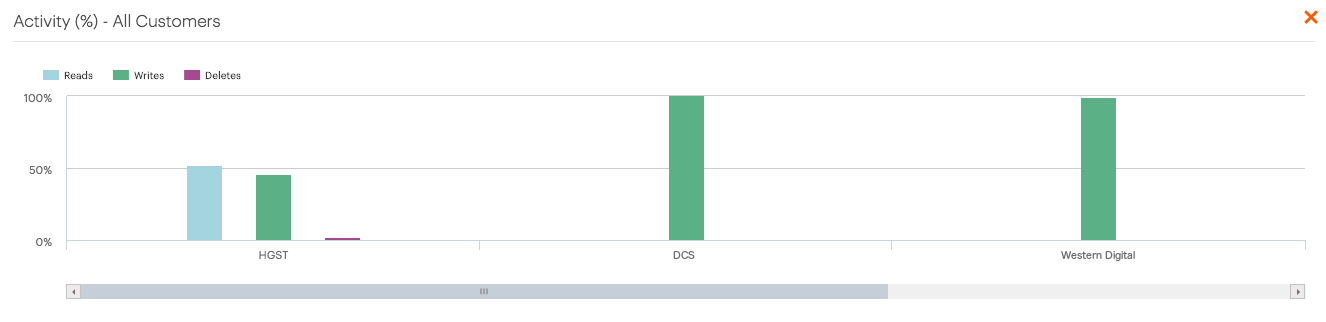 Activity (%) - All Customers
Reads Writes Deletes
100%
50%
0%
HGST DCS Western Digital